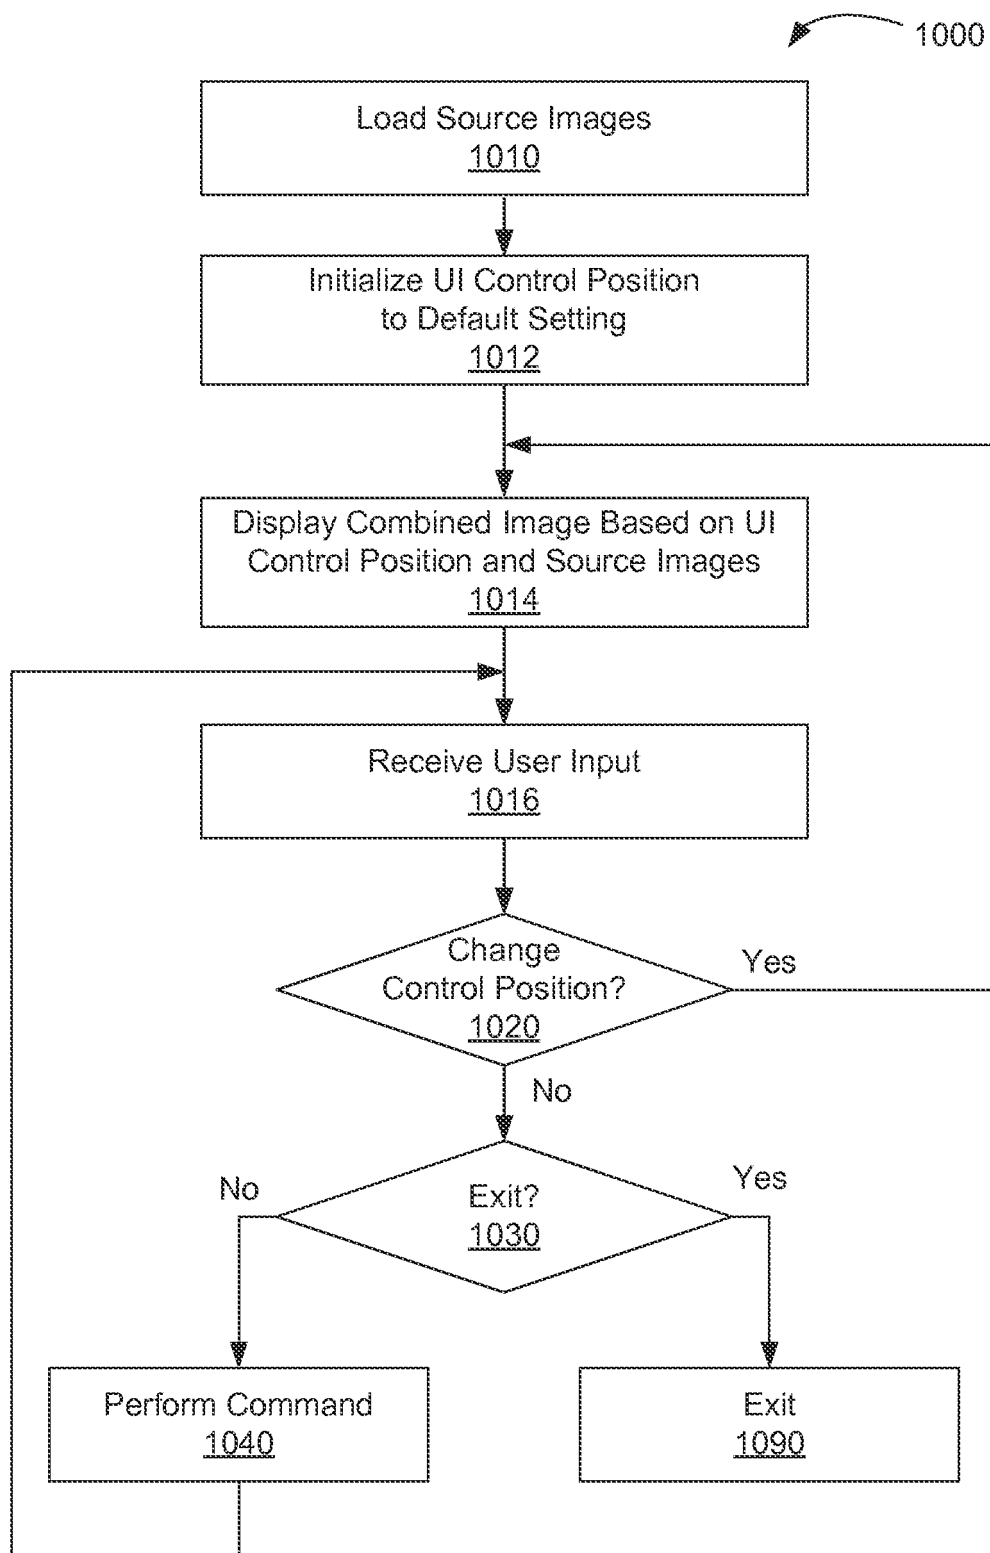 1000
Load Source Images
1010
Initialize UI Control Position
to Default Setting
1012
Display Combined Image Based on UI
Control Position and Source Images
1014
Receive User Input
1016
Change
Control Position?
1020
Yes
No
Exit?
1030
No
Yes
Perform Command
1040
Exit
1090